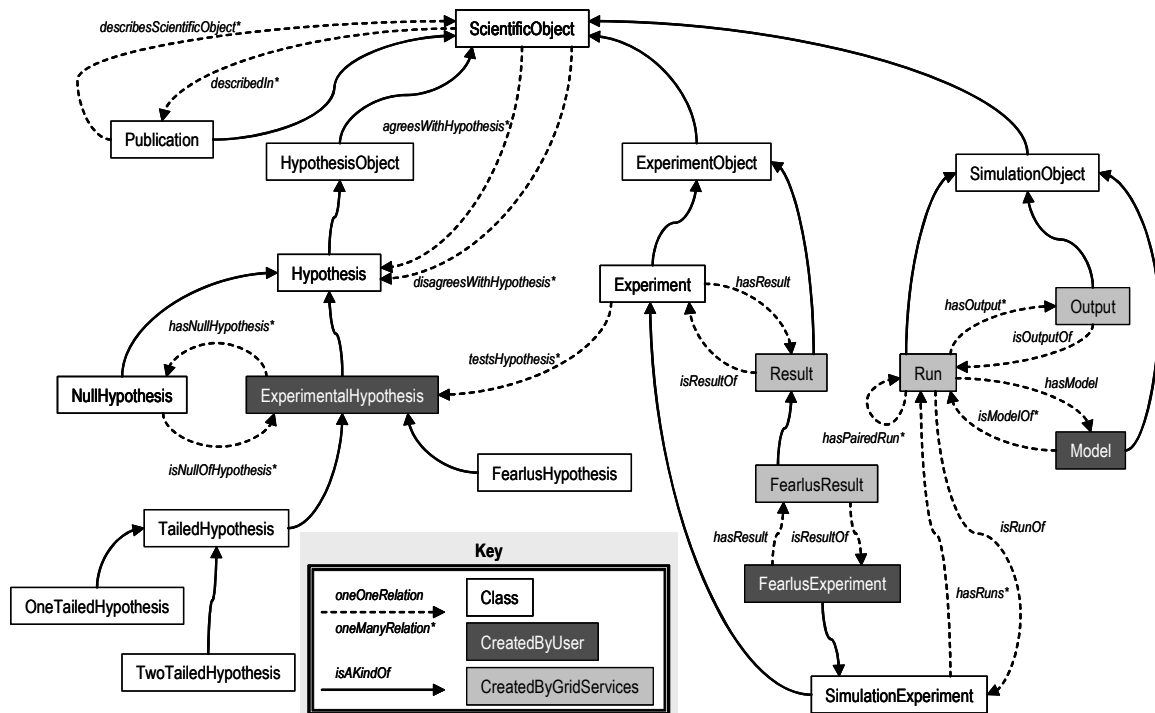 describesScientificObject*
ScientificObject
describedIn*
Publication
agreesWithHypothesis*
HypothesisObject
ExperimentObject
SimulationObject
Hypothesis
disagreesWithHypothesis*
Experiment
hasResult
hasOutput*
Output
hasNullHypothesis*
isOutputOf
testsHypothesis*
isResultOf
Result
Run
hasModel
NullHypothesis
ExperimentalHypothesis
isModelOf*
hasPairedRun*
Model
isNullOfHypothesis*
FearlusHypothesis
FearlusResult
TailedHypothesis
hasResult
isResultOf
isRunOf
Key
FearlusExperiment
hasRuns*
OneTailedHypothesis
oneOneRelation
Class
oneManyRelation*
CreatedByUser
TwoTailedHypothesis
isAKindOf
CreatedByGridServices
SimulationExperiment